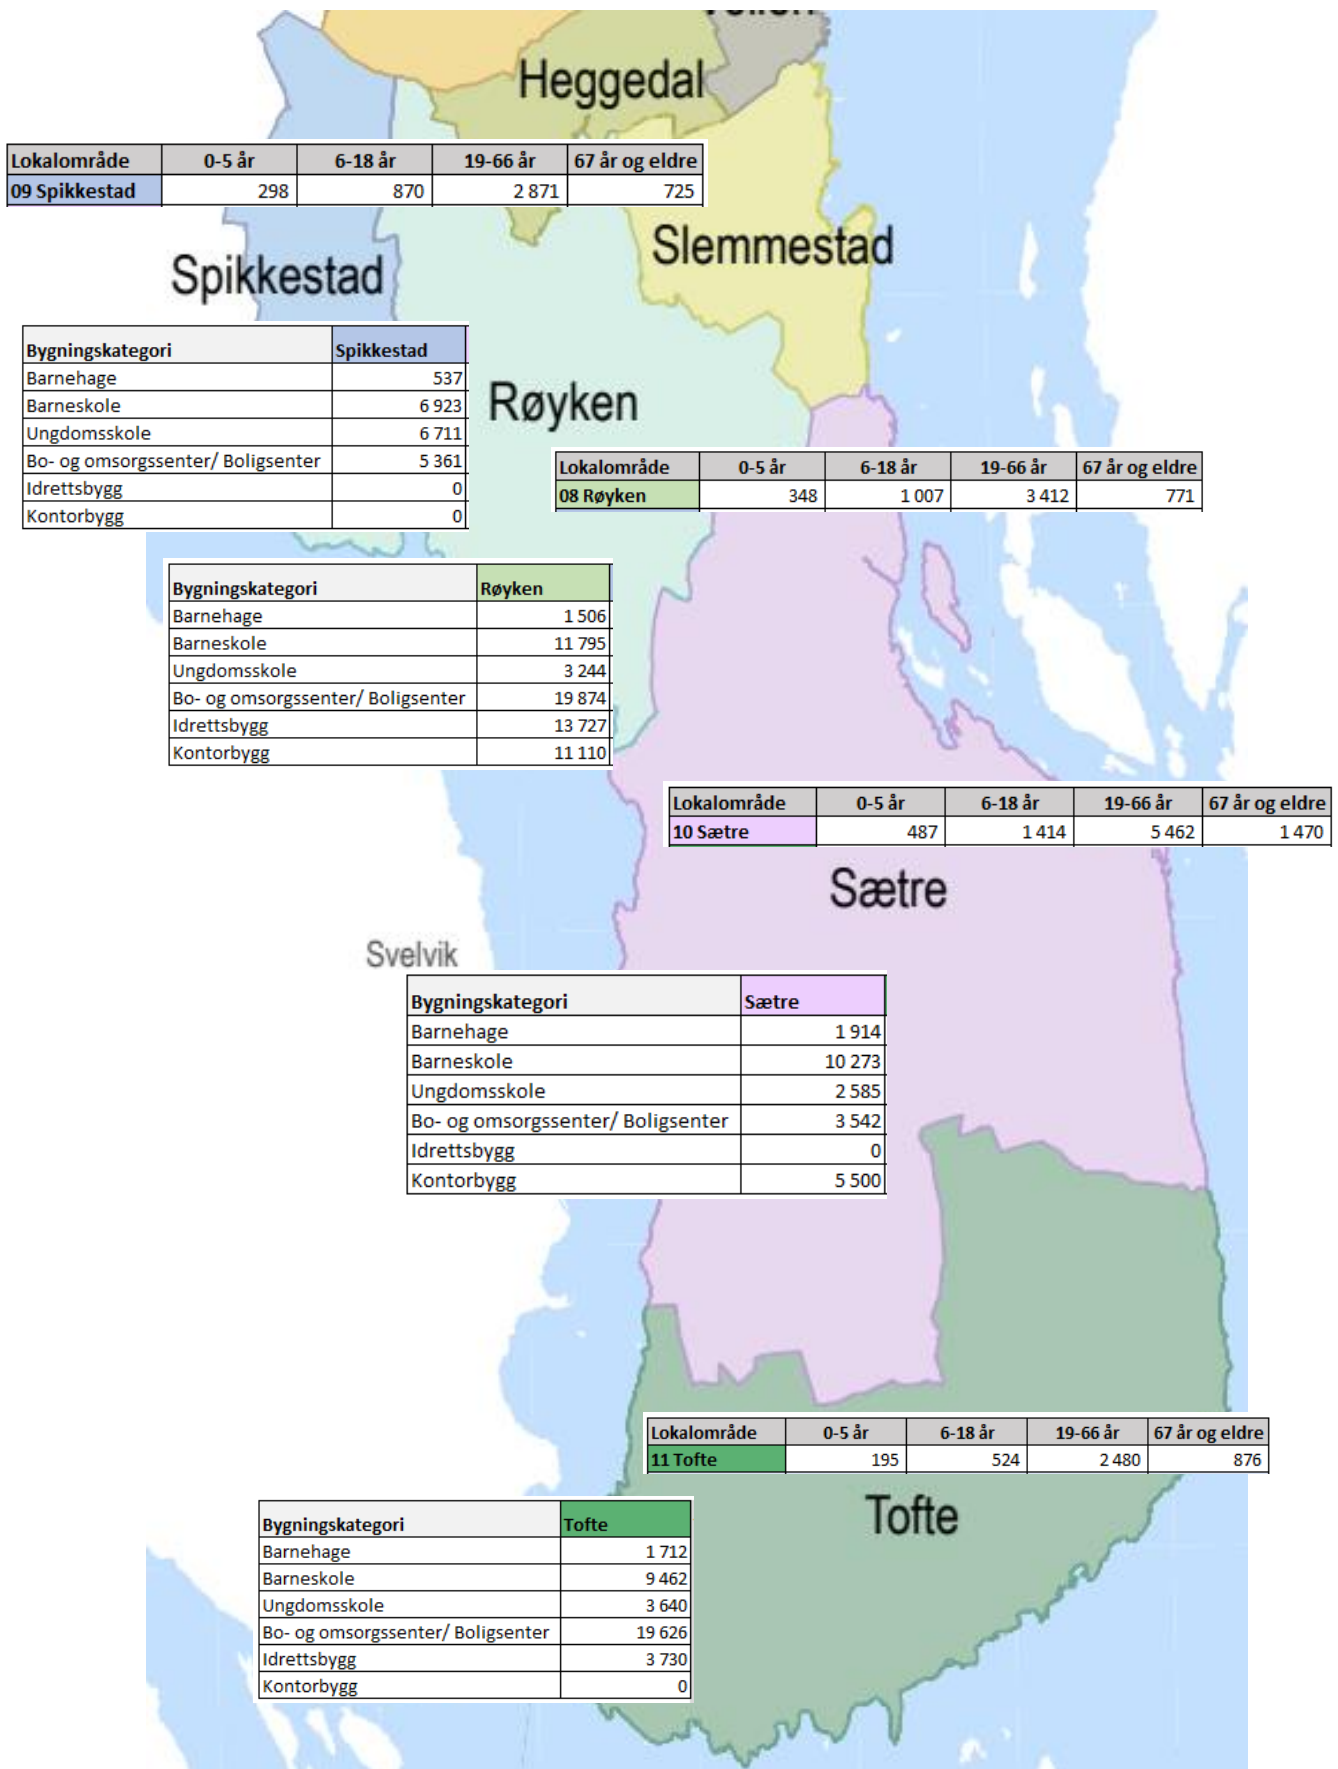 Heggedal
Lokalområde 0-5 år 6-18 år 19-66 år 67 år og eldre
09 Spikkestad 298 870 2 871 725
Slemmestad
Spikkestad
Bygningskategori Spikkestad
Barnehage 537
Barneskole 6 923
Ungdomsskole 6 711
Bo- og omsorgssenter/ Boligsenter 5 361
Idrettsbygg 0
Kontorbygg 0
Røyken
Lokalområde 0-5 år 6-18 år 19-66 år 67 år og eldre
08 Røyken 348 1 007 3 412 771
Bygningskategori Røyken
Barnehage 1 506
Barneskole 11 795
Ungdomsskole 3 244
Bo- og omsorgssenter/ Boligsenter 19 874
Idrettsbygg 13 727
Kontorbygg 11 110
Lokalområde 0-5 år 6-18 år 19-66 år 67 år og eldre
10 Sætre 487 1 414 5 462 1 470
Sætre
Svelvik
Bygningskategori Sætre
Barnehage 1 914
Barneskole 10 273
Ungdomsskole 2 585
Bo- og omsorgssenter/ Boligsenter 3 542
Idrettsbygg 0
Kontorbygg 5 500
Lokalområde 0-5 år 6-18 år 19-66 år 67 år og eldre
11 Tofte 195 524 2 480 876
Tofte
Bygningskategori Tofte
Barnehage 1 712
Barneskole 9 462
Ungdomsskole 3 640
Bo- og omsorgssenter/ Boligsenter 19 626
Idrettsbygg 3 730
Kontorbygg 0